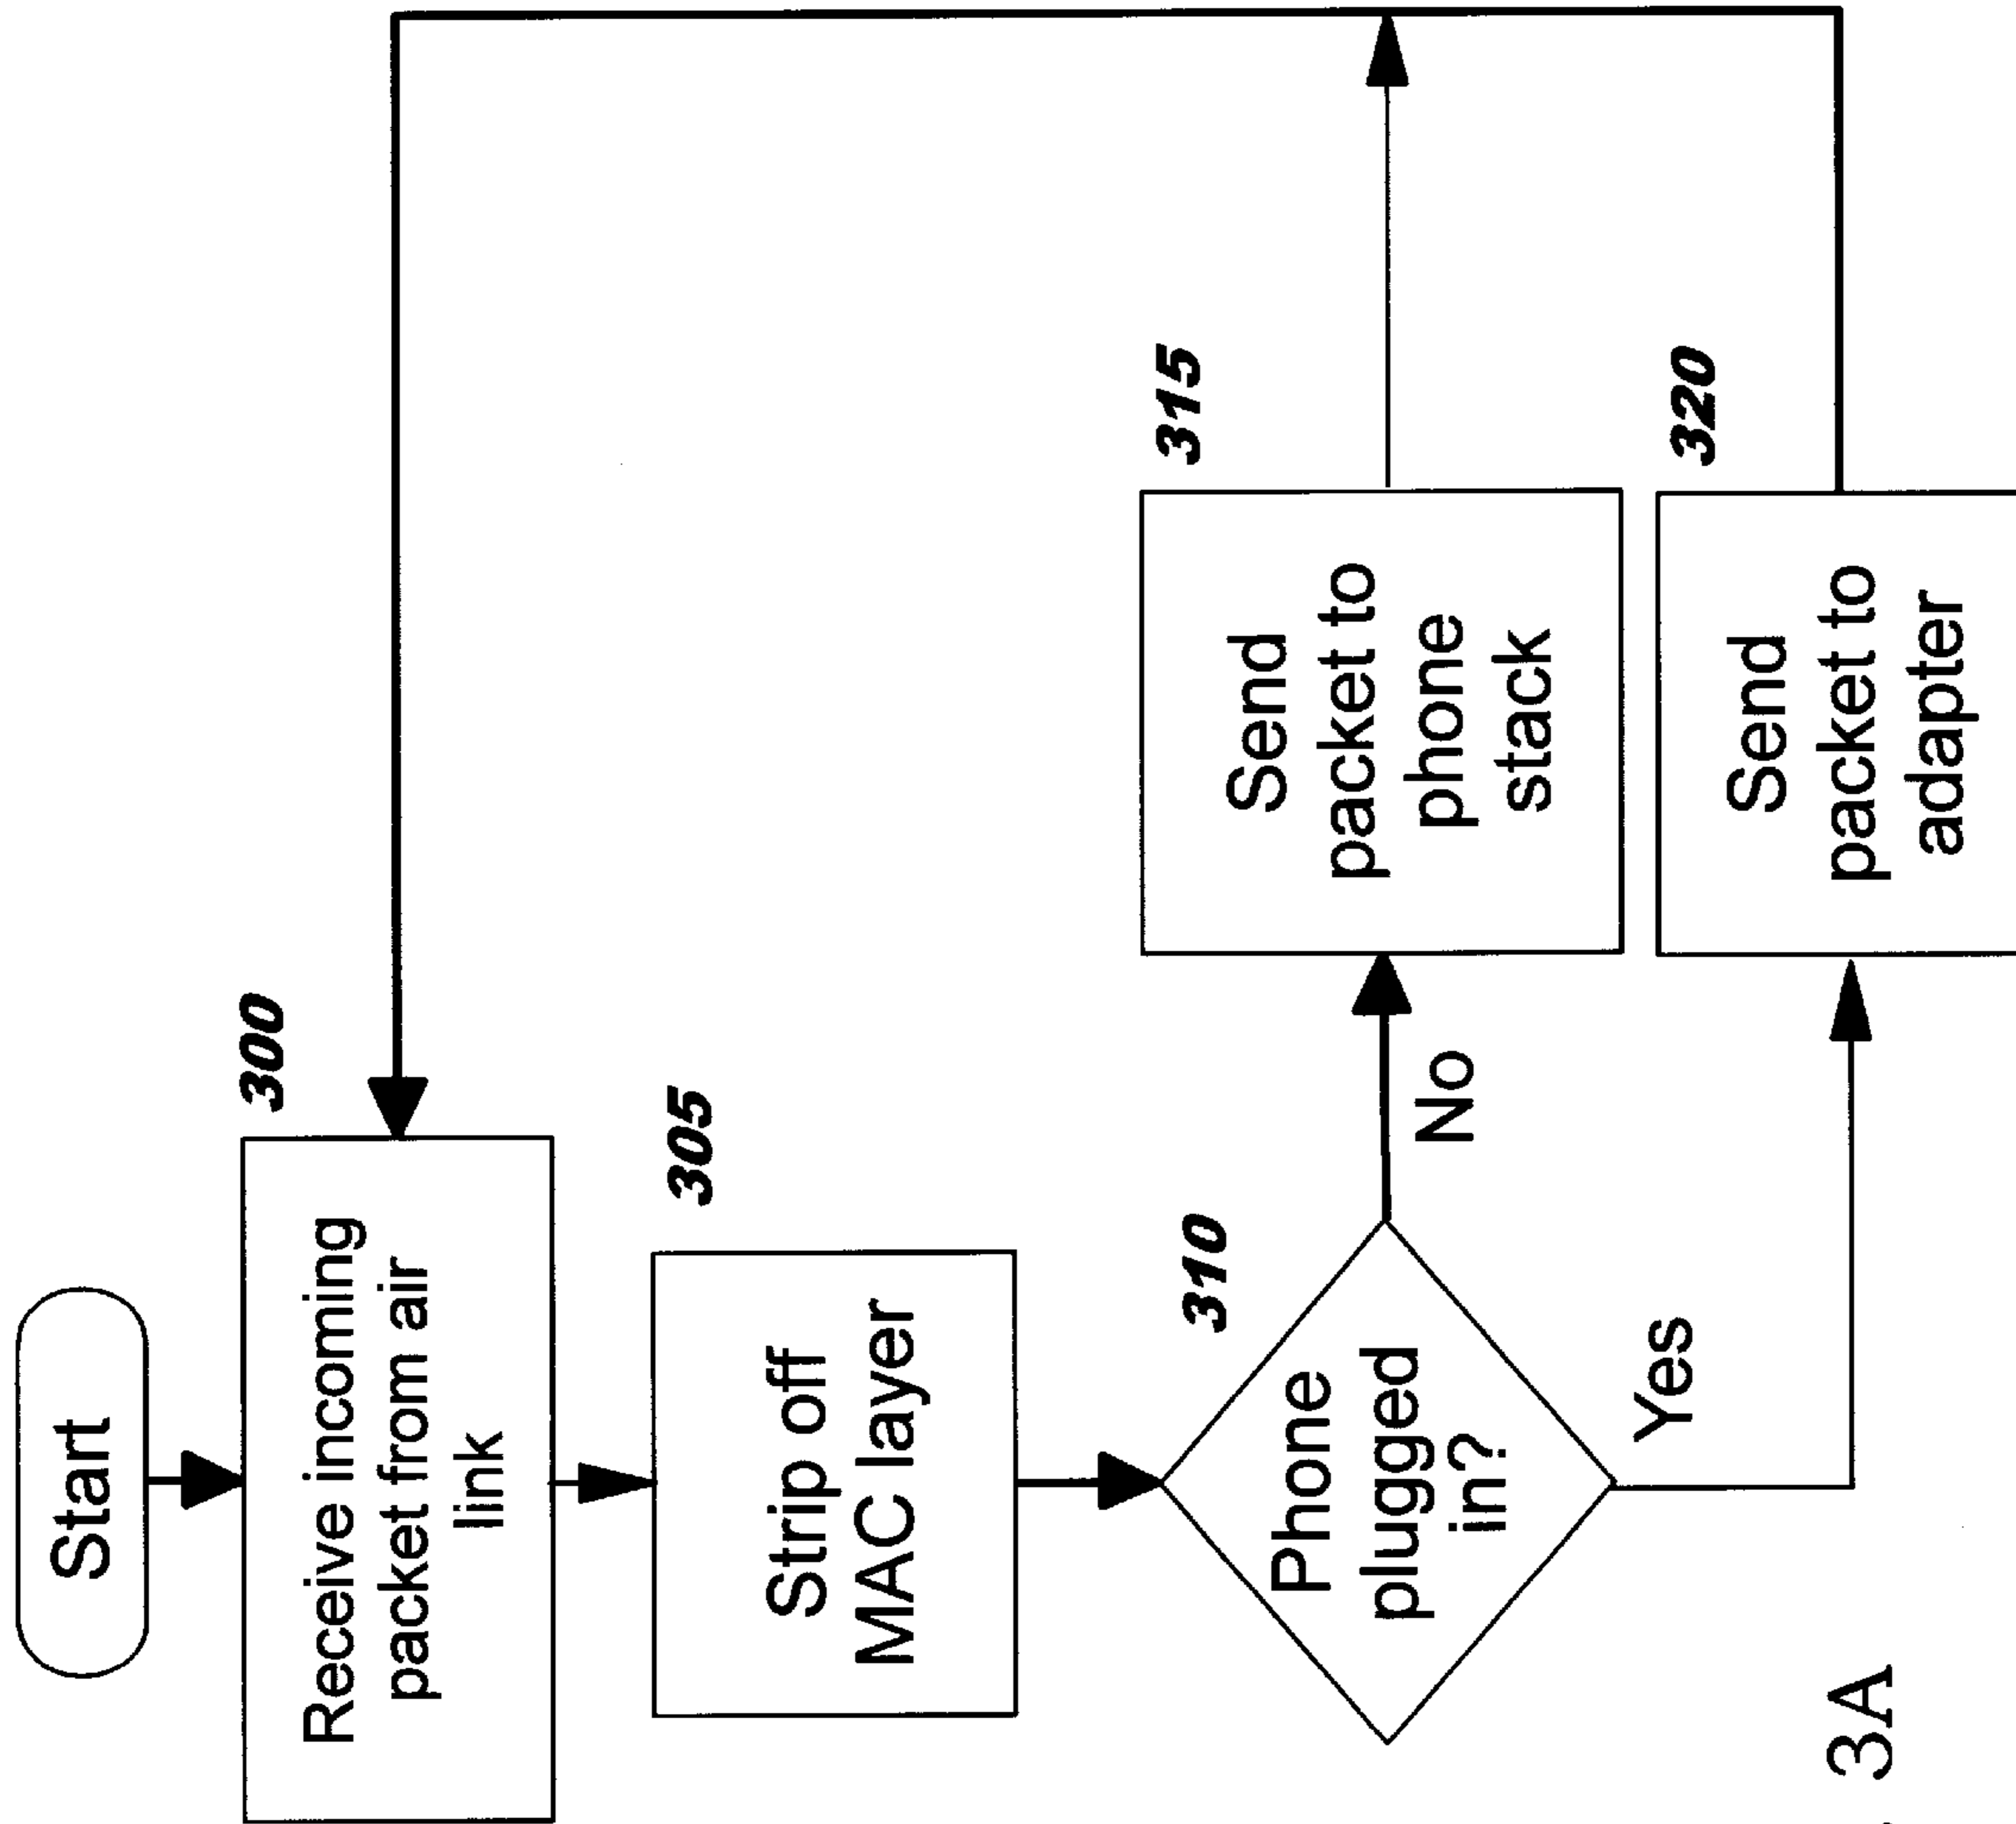 Start
300
Receive incoming
packet from air
link
305
Strip off
MAC layer
310
Phone
plugged
in?
No
Yes
315
Send
packet to
phone
stack
320
Send
packet to
adapter
3A